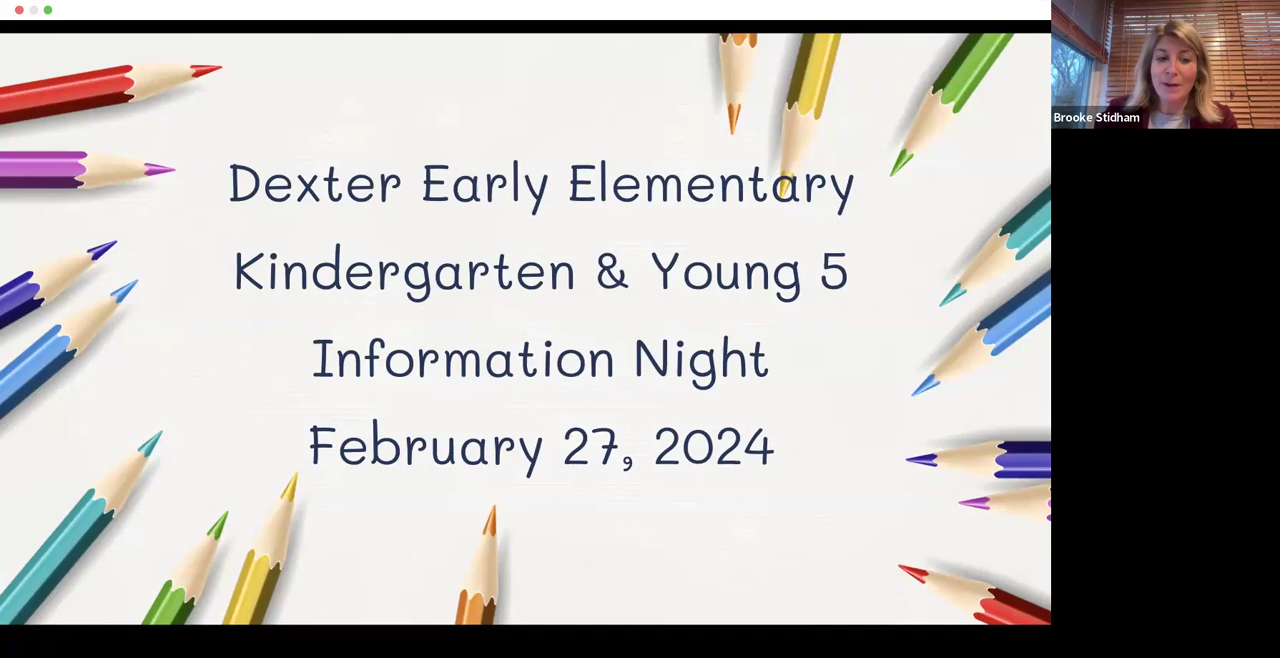 Dexter Early Elementary
Kindergarten & Young 5
Information Night
February 27, 2024
Brooke Stidham